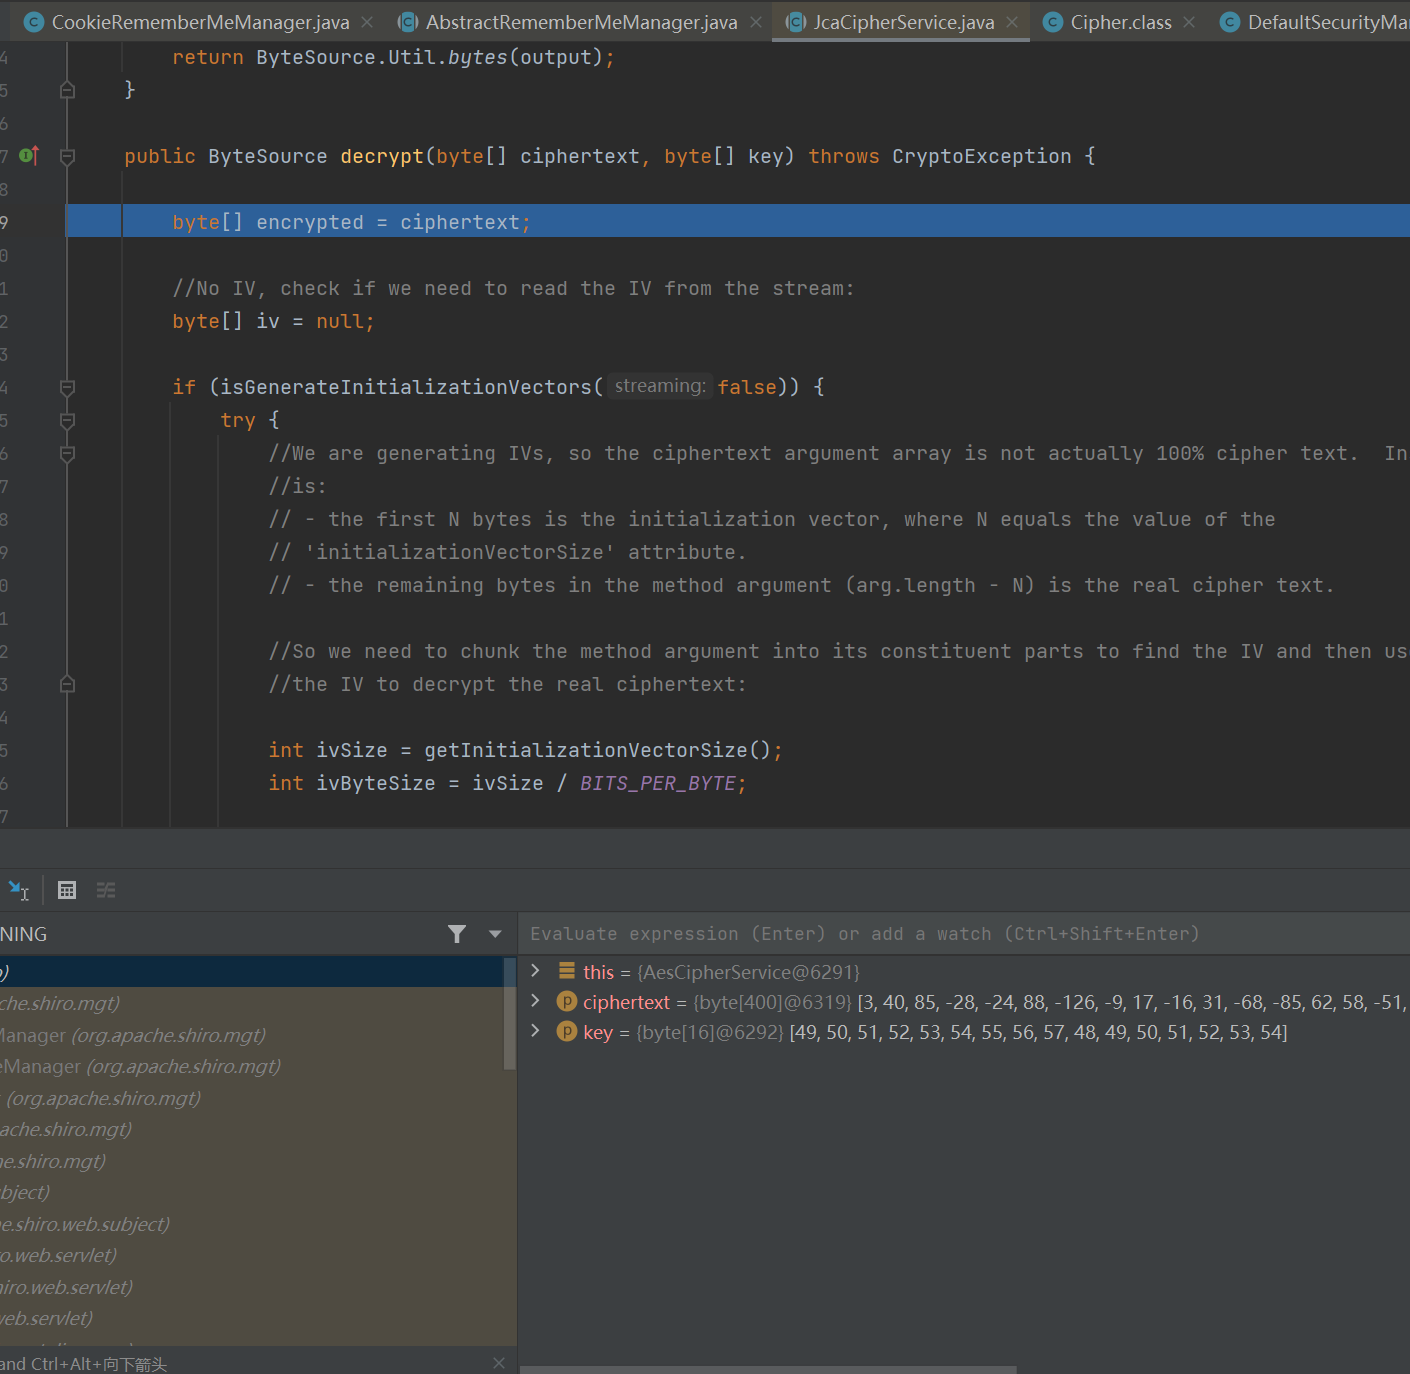 CookieRememberMeManager.java AbstractRememberMeManager.java JcaCipherService.java Cipher.class DefaultSecurityMa
4 return ByteSource.Util.bytes(output);
5 }
6
7 public ByteSource decrypt(byte[] ciphertext, byte[] key) throws CryptoException {
8
9 byte[] encrypted = ciphertext;
0
1 //No IV, check if we need to read the IV from the stream:
2 byte[] iv = null;
3
4 if (isGenerateInitializationVectors( streaming: false)) {
5 try {
6 //We are generating IVs, so the ciphertext argument array is not actually 100% cipher text. In
7 //is:
8 // - the first N bytes is the initialization vector, where N equals the value of the
9 // 'initializationVectorSize' attribute.
0 // - the remaining bytes in the method argument (arg.length - N) is the real cipher text.
1
2 //So we need to chunk the method argument into its constituent parts to find the IV and then us
3 //the IV to decrypt the real ciphertext:
4
5 int ivSize = getInitializationVectorSize();
6 int ivByteSize = ivSize / BITS_PER_BYTE;
7
NING
Evaluate expression (Enter) or add a watch (Ctrl+Shift+Enter)
)
che.shiro.mgt)
Manager (org.apache.shiro.mgt)
eManager (org.apache.shiro.mgt)
(org.apache.shiro.mgt)
ache.shiro.mgt)
he.shiro.mgt)
bject)
e.shiro.web.subject)
o.web.servlet)
hiro.web.servlet)
web.servlet)
and Ctrl+Alt+向下箭头
this = {AesCipherService@6291}
ciphertext = {byte[400]@6319} [3, 40, 85, -28, -24, 88, -126, -9, 17, -16, 31, -68, -85, 62, 58, -51,
key = {byte[16]@6292} [49, 50, 51, 52, 53, 54, 55, 56, 57, 48, 49, 50, 51, 52, 53, 54]